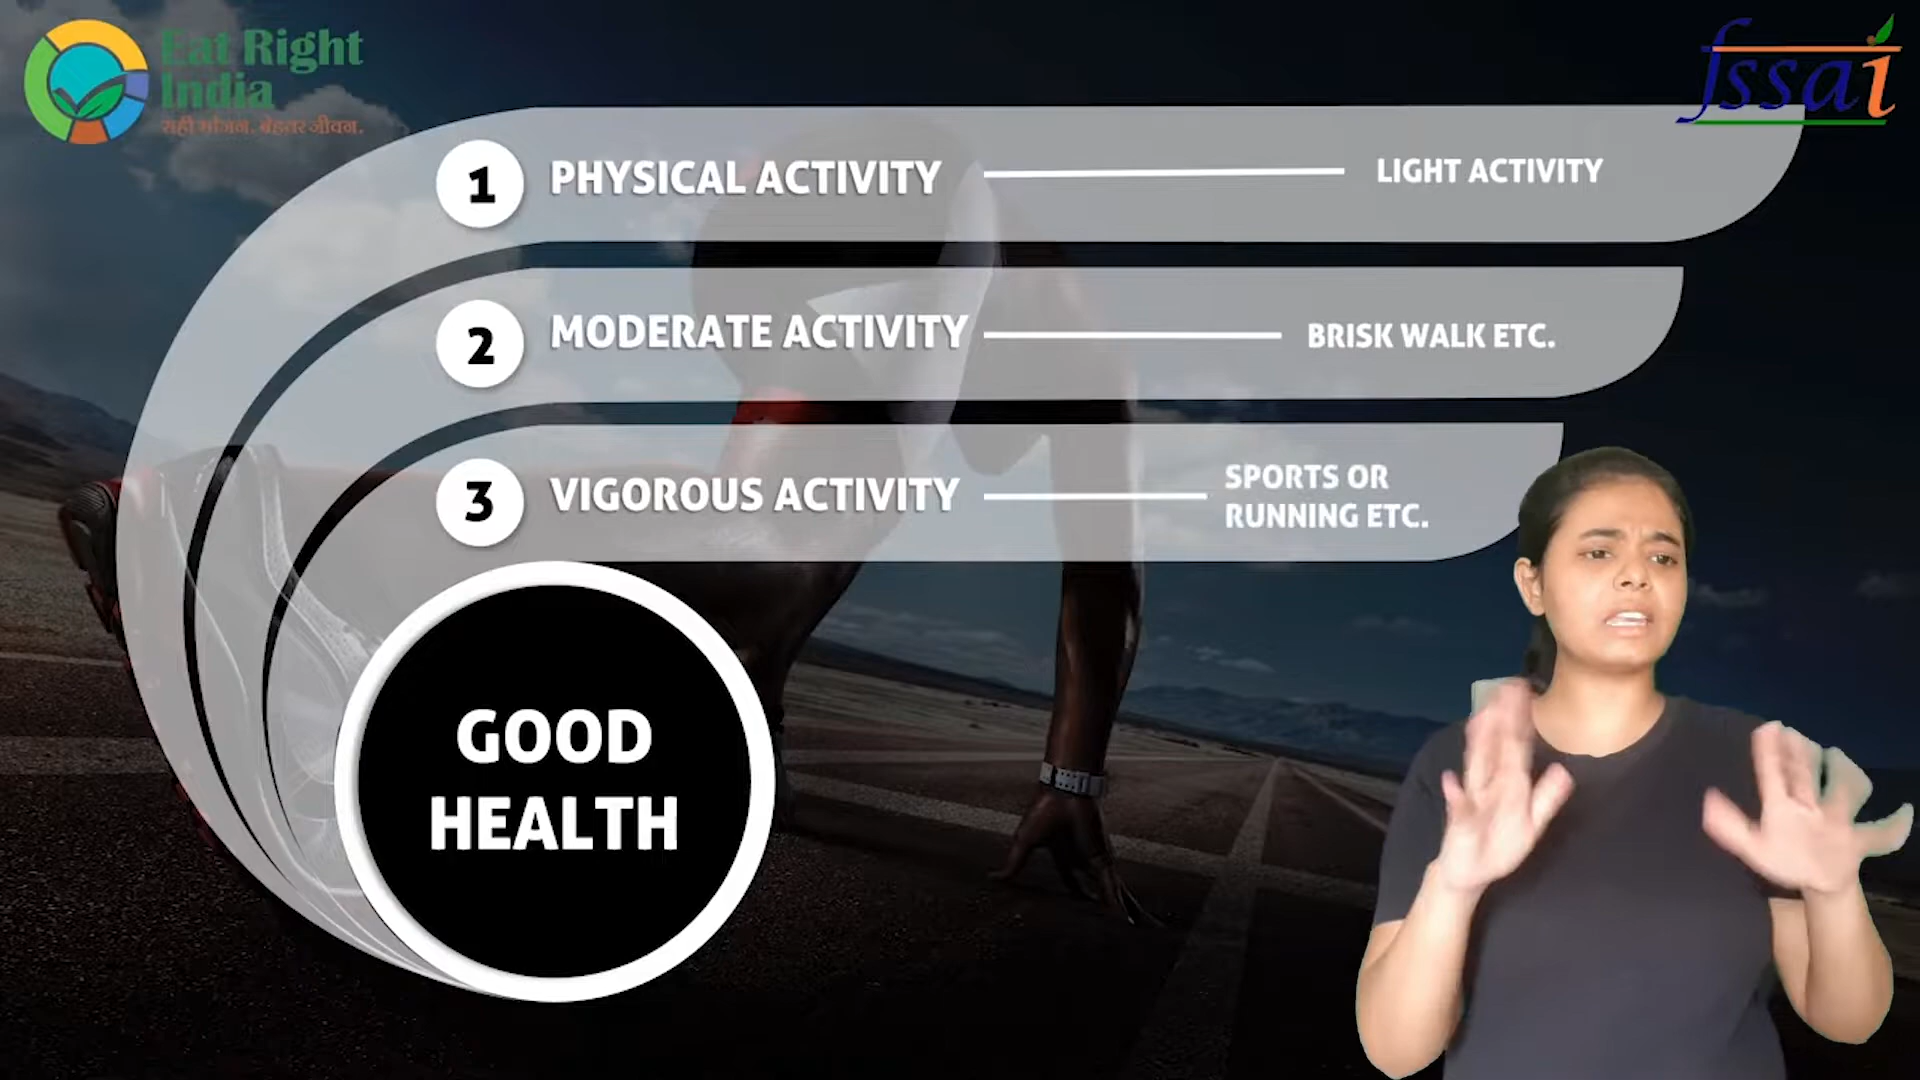 Eat Right
India
सही भोजन. बेहतर जीवन.
fssai
1 PHYSICAL ACTIVITY LIGHT ACTIVITY
2 MODERATE ACTIVITY BRISK WALK ETC.
3 VIGOROUS ACTIVITY SPORTS OR
RUNNING ETC.
GOOD
HEALTH